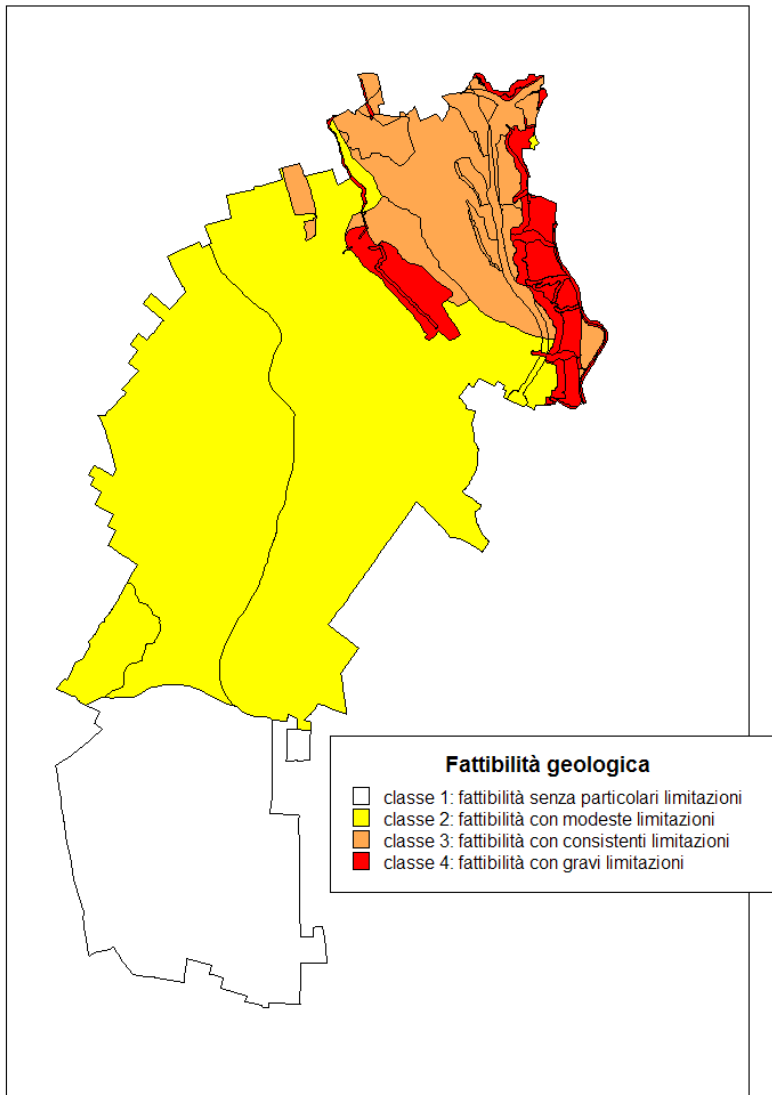 Fattibilità geologica
classe 1: fattibilità senza particolari limitazioni
classe 2: fattibilità con modeste limitazioni
classe 3: fattibilità con consistenti limitazioni
classe 4: fattibilità con gravi limitazioni